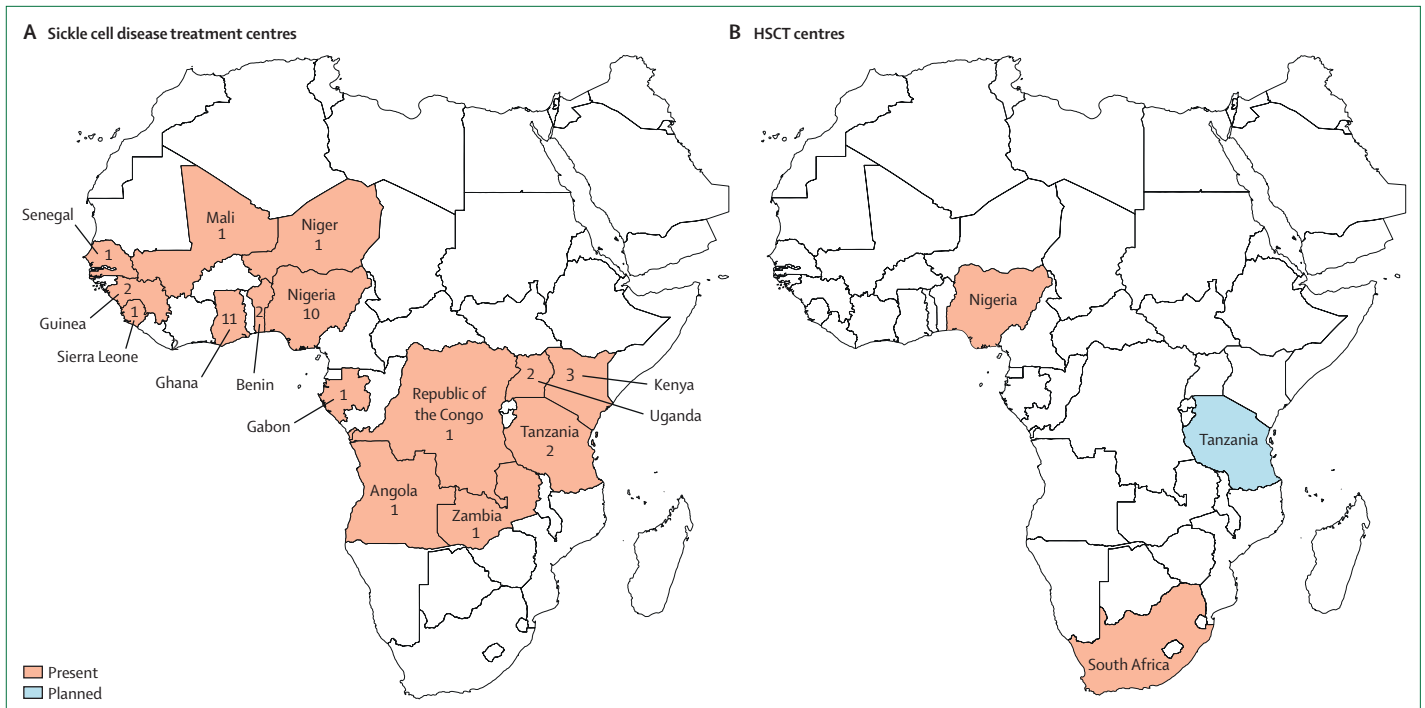 A Sickle cell disease treatment centres
Senegal
1
Mali
1
Niger
1
2
Guinea
1
Sierra Leone
11
Ghana
2
Benin
Nigeria
10
1
Gabon
Republic of
the Congo
1
2
3
Kenya
Uganda
Tanzania
2
Angola
1
Zambia
1
Present
Planned
B HSCT centres
Nigeria
Tanzania
South Africa